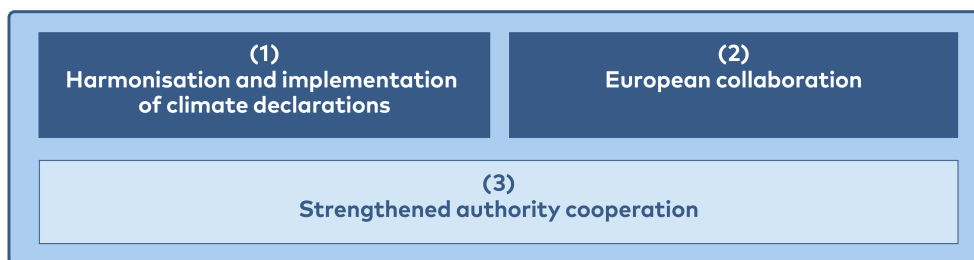 (1)
Harmonisation and implementation
of climate declarations
(2)
European collaboration
(3)
Strengthened authority cooperation